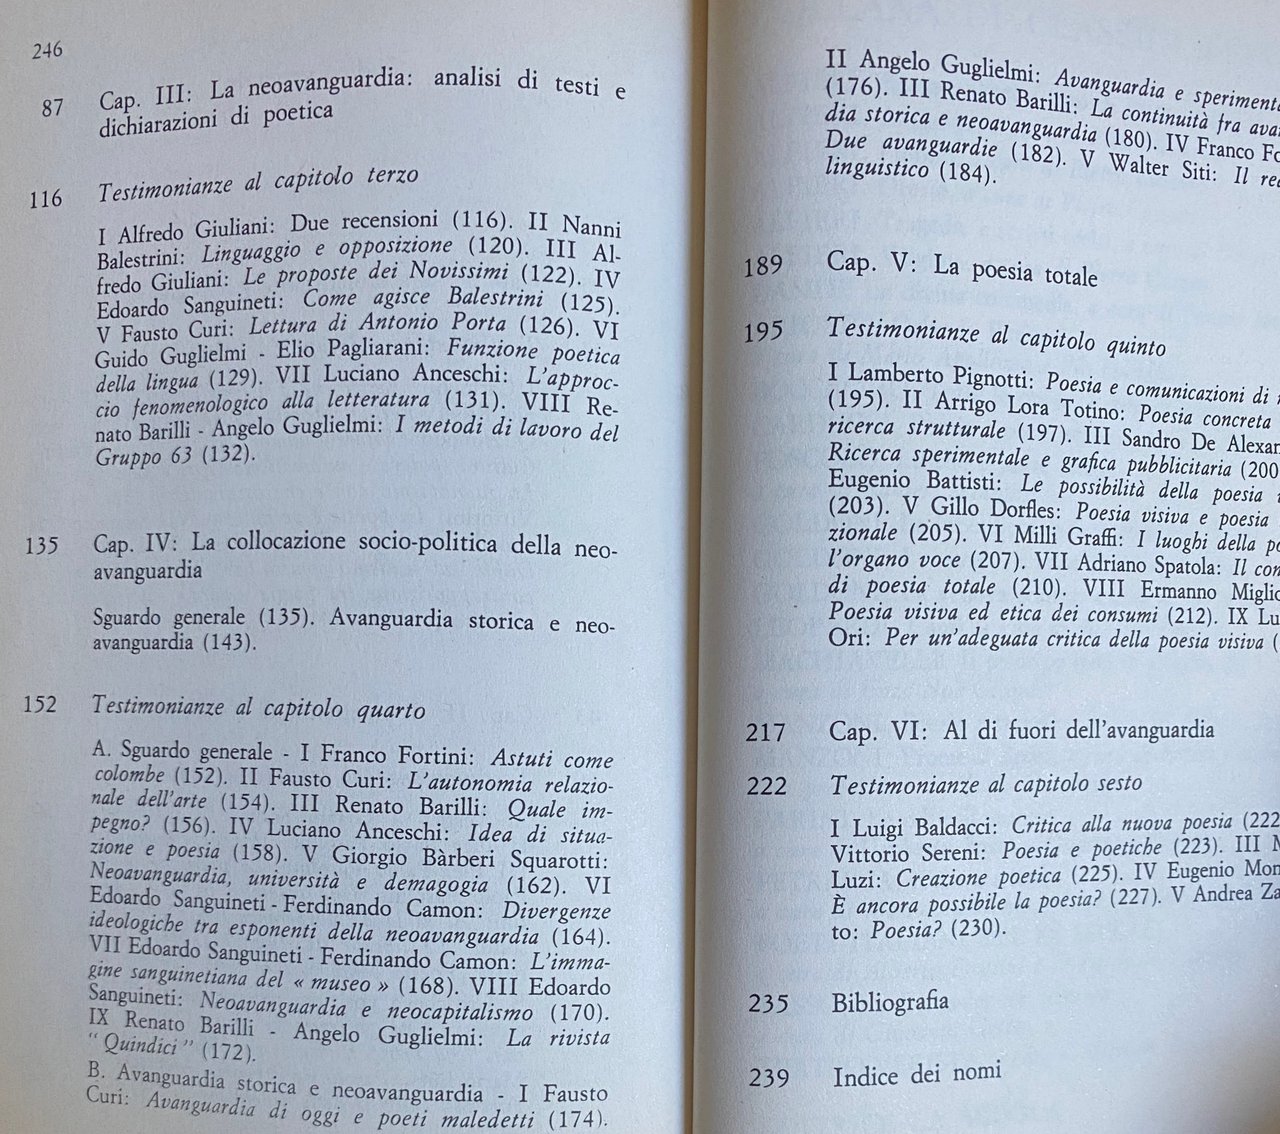 246
87 Cap. III: La neoavanguardia: analisi di testi e
dichiarazioni di poetica
116 Testimonianze al capitolo terzo
I Alfredo Giuliani: Due recensioni (116). II Nanni
Balestrini: Linguaggio e opposizione (120). III Al-
fredo Giuliani: Le proposte dei Novissimi (122). IV
Edoardo Sanguineti: Come agisce Balestrini (125).
V Fausto Curi: Lettura di Antonio Porta (126). VI
Guido Guglielmi - Elio Pagliarani: Funzione poetica
della lingua (129). VII Luciano Anceschi: L'approc-
cio fenomenologico alla letteratura (131). VIII Re-
nato Barilli - Angelo Guglielmi: I metodi di lavoro del
Gruppo 63 (132).
135 Cap. IV: La collocazione socio-politica della neo-
avanguardia
Sguardo generale (135). Avanguardia storica e neo-
avanguardia (143).
152 Testimonianze al capitolo quarto
A. Sguardo generale - I Franco Fortini: Astuti come
colombe (152). II Fausto Curi: L'autonomia relazio-
nale dell'arte (154). III Renato Barilli: Quale im-
pegno? (156). IV Luciano Anceschi: Idea di situa-
zione e poesia (158). V Giorgio Bàrberi Squarotti:
Neoavanguardia, università e demagogia (162). VI
Edoardo Sanguineti - Ferdinando Camon: Divergenze
ideologiche tra esponenti della neoavanguardia (164).
VII Edoardo Sanguineti - Ferdinando Camon: L'imma-
gine sanguinetiana del « museo » (168). VIII Edoardo
Sanguineti: Neoavanguardia e neocapitalismo (170).
IX Renato Barilli - Angelo Guglielmi: La rivista
“ Quindici ” (172).
B. Avanguardia storica e neoavanguardia - I Fausto
Curi: Avanguardia di oggi e poeti maledetti (174).
II Angelo Guglielmi: Avanguardia e speriment
(176). III Renato Barilli: La continuità fra ava
dia storica e neoavanguardia (180). IV Franco Fo
Due avanguardie (182). V Walter Siti: Il re
linguistico (184).
189 Cap. V: La poesia totale
195 Testimonianze al capitolo quinto
I Lamberto Pignotti: Poesia e comunicazioni di
(195). II Arrigo Lora Totino: Poesia concreta
ricerca strutturale (197). III Sandro De Alexan
Ricerca sperimentale e grafica pubblicitaria (200
Eugenio Battisti: Le possibilità della poesia
(203). V Gillo Dorfles: Poesia visiva e poesia
zionale (205). VI Milli Graffi: I luoghi della po
l'organo voce (207). VII Adriano Spatola: Il con
di poesia totale (210). VIII Ermanno Miglio
Poesia visiva ed etica dei consumi (212). IX Lu
Ori: Per un'adeguata critica della poesia visiva (
217 Cap. VI: Al di fuori dell'avanguardia
222 Testimonianze al capitolo sesto
I Luigi Baldacci: Critica alla nuova poesia (222
Vittorio Sereni: Poesia e poetiche (223). III M
Luzi: Creazione poetica (225). IV Eugenio Mon
È ancora possibile la poesia? (227). V Andrea Za
to: Poesia? (230).
235 Bibliografia
239 Indice dei nomi